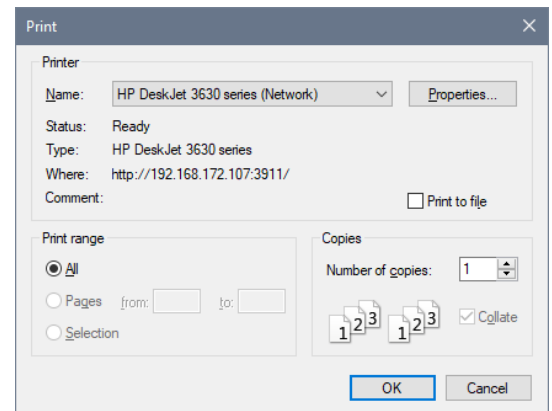 Print
Printer
Name: HP DeskJet 3630 series (Network) Properties...
Status: Ready
Type: HP DeskJet 3630 series
Where: http://192.168.172.107:3911/
Comment: Print to file
Print range
All
Pages from: to:
Selection
Copies
Number of copies: 1
1 2 3 1 2 3 Collate
OK Cancel